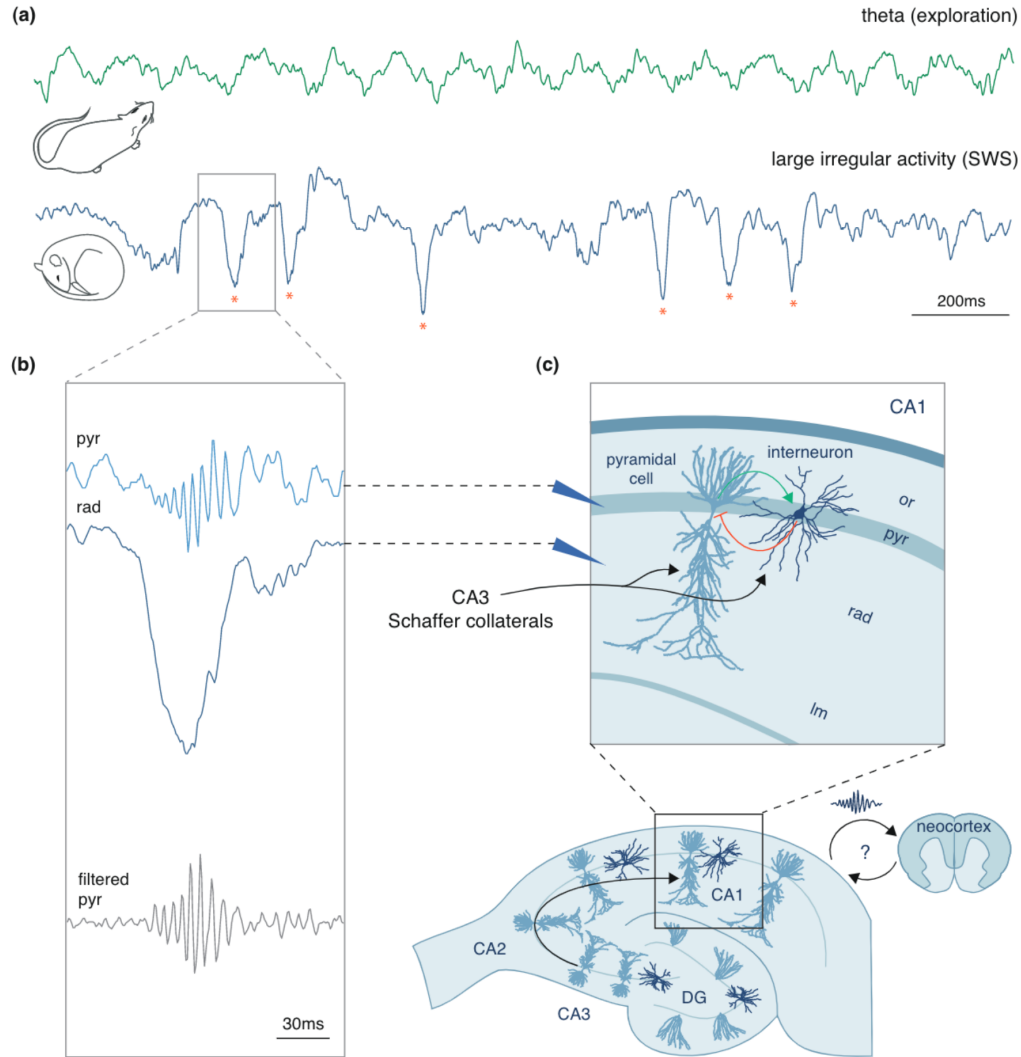 (a)
theta (exploration)
large irregular activity (SWS)
* * * * * *
200ms
(b)
pyr
rad
filtered
pyr
30ms
(c)
CA1
interneuron
pyramidal
cell
or
pyr
rad
lm
CA3
Schaffer collaterals
neocortex
?
CA1
CA2
CA3
DG